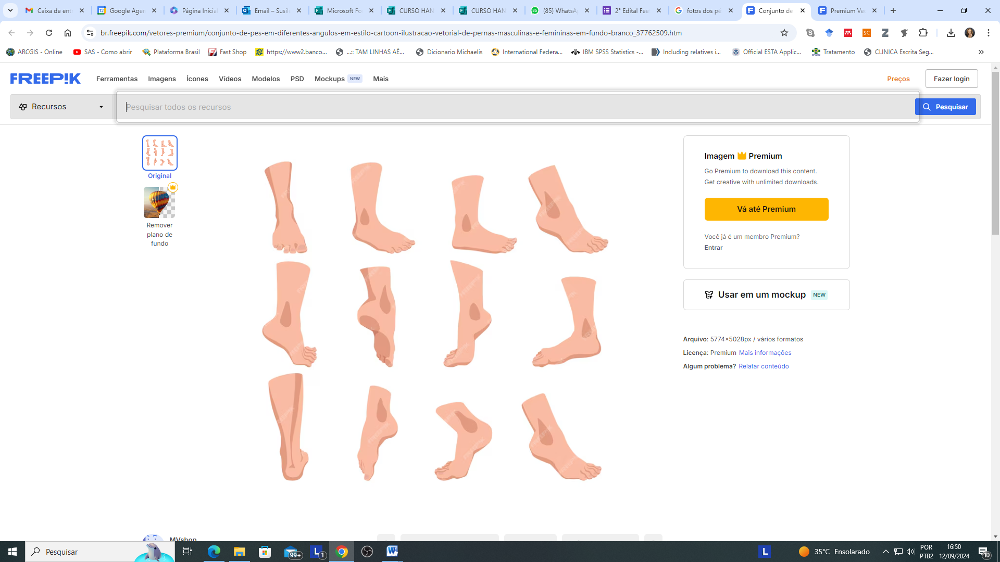 Caixa de ent
Google Agen
Página Inicial
Email – Susile
Microsoft Fo
CURSO HAN
CURSO HAN
(85) WhatsA
2° Edital Fee
fotos dos pé
Conjunto de
Premium Ve
br.freepik.com/vetores-premium/conjunto-de-pes-em-diferentes-angulos-em-estilo-cartoon-ilustracao-vetorial-de-pernas-masculinas-e-femininas-em-fundo-branco_37762509.htm
ARCGIS - Online
SAS - Como abrir
Plataforma Brasil
Fast Shop
https://www2.banco...
...:: TAM LINHAS AÉ...
Dicionario Michaelis
International Federa...
IBM SPSS Statistics -...
Including relatives i...
Official ESTA Applic...
Tratamento
CLINICA Escrita Seg...
FREEPIK
Ferramentas
Imagens
Ícones
Vídeos
Modelos
PSD
Mockups NEW
Mais
Preços
Fazer login
Recursos
Pesquisar todos os recursos
Pesquisar
Original
Remover
plano de
fundo
Imagem Premium
Go Premium to download this content.
Get creative with unlimited downloads.
Vá até Premium
Você já é um membro Premium?
Entrar
Usar em um mockup NEW
Arquivo: 5774×5028px / vários formatos
Licença: Premium Mais informações
Algum problema? Relatar conteúdo
MVshop
Pesquisar
99+
1
35°C Ensolarado
POR
PTB2
16:50
12/09/2024
10